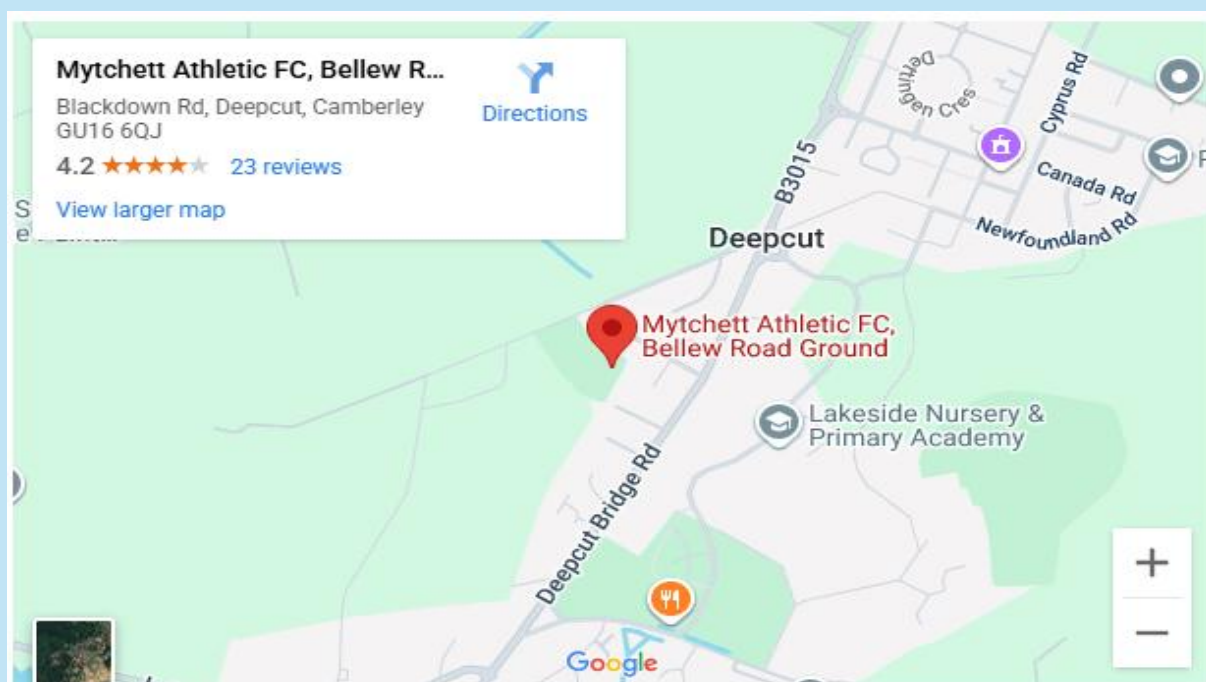 Mytchett Athletic FC, Bellew R...
Blackdown Rd, Deepcut, Camberley
GU16 6QJ
4.2
23 reviews
View larger map
Directions
Dettingen Cres
Cyprus Rd
Canada Rd
Newfoundland Rd
B3015
Deepcut
Mytchett Athletic FC,
Bellew Road Ground
Lakeside Nursery &
Primary Academy
Deepcut Bridge Rd
Google